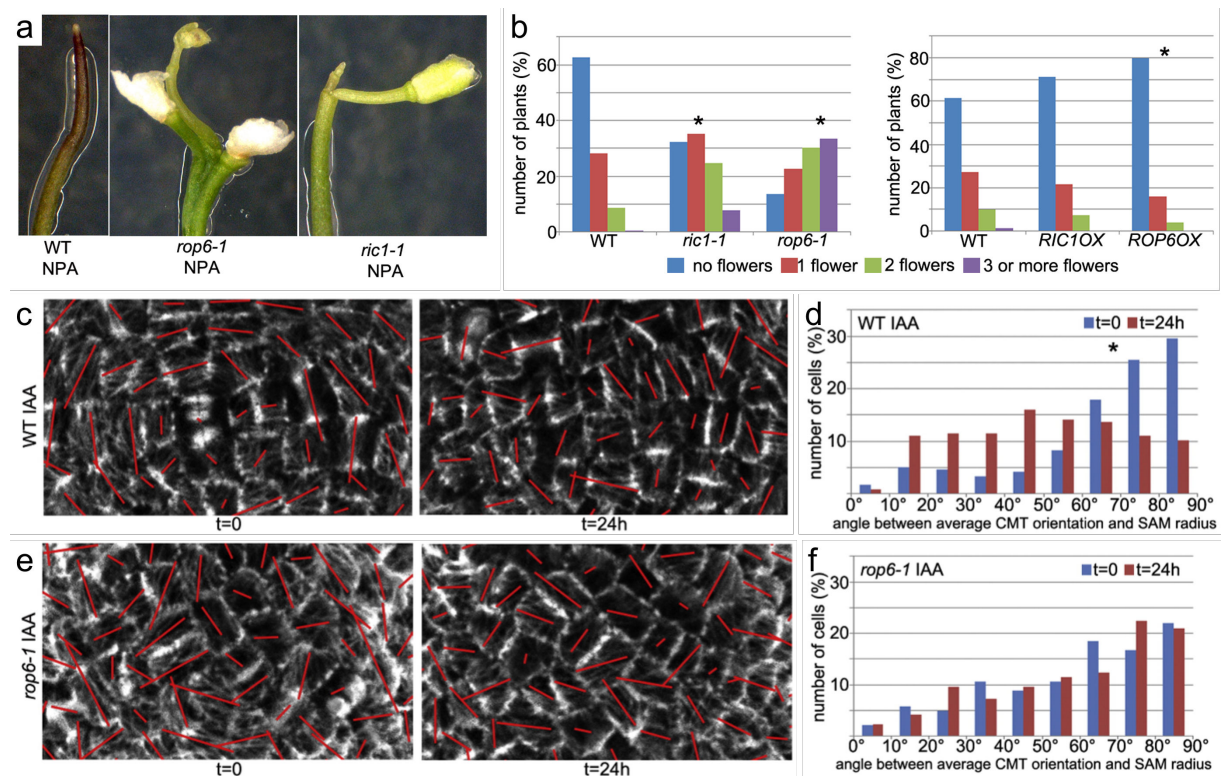 a
WT
NPA
rop6-1
NPA
ric1-1
NPA
b
number of plants (%)
60
40
20
0
*
*
WT
ric1-1
rop6-1
number of plants (%)
80
60
40
20
0
*
WT
RIC1OX
ROP6OX
no flowers
1 flower
2 flowers
3 or more flowers
c
WT IAA
t=0
t=24h
d
WT IAA
t=0
t=24h
*
number of cells (%)
30
20
10
0° 10° 20° 30° 40° 50° 60° 70° 80° 90°
angle between average CMT orientation and SAM radius
e
rop6-1 IAA
t=0
t=24h
f
rop6-1 IAA
t=0
t=24h
number of cells (%)
30
20
10
0° 10° 20° 30° 40° 50° 60° 70° 80° 90°
angle between average CMT orientation and SAM radius